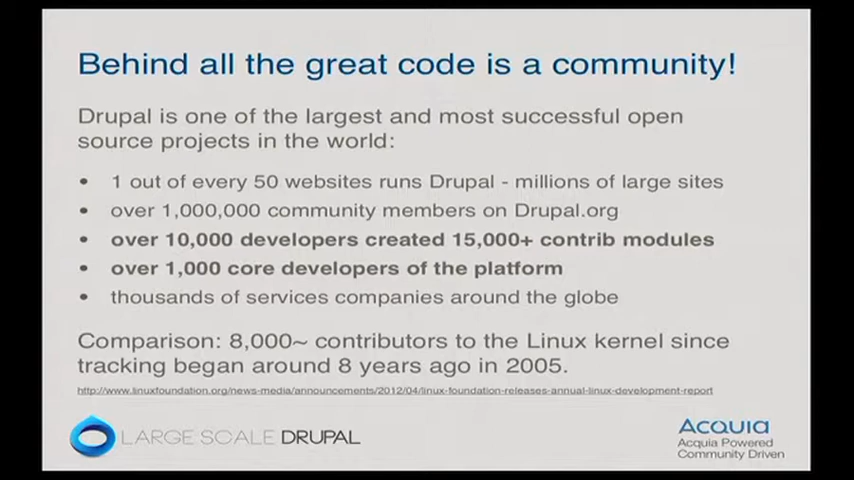 Behind all the great code is a community!
Drupal is one of the largest and most successful open
source projects in the world:
• 1 out of every 50 websites runs Drupal - millions of large sites
• over 1,000,000 community members on Drupal.org
• over 10,000 developers created 15,000+ contrib modules
• over 1,000 core developers of the platform
• thousands of services companies around the globe
Comparison: 8,000~ contributors to the Linux kernel since
tracking began around 8 years ago in 2005.
http://www.linuxfoundation.org/news-media/announcements/2012/04/linux-foundation-releases-annual-linux-development-report
LARGE SCALE DRUPAL
ACQUIA
Acquia Powered
Community Driven